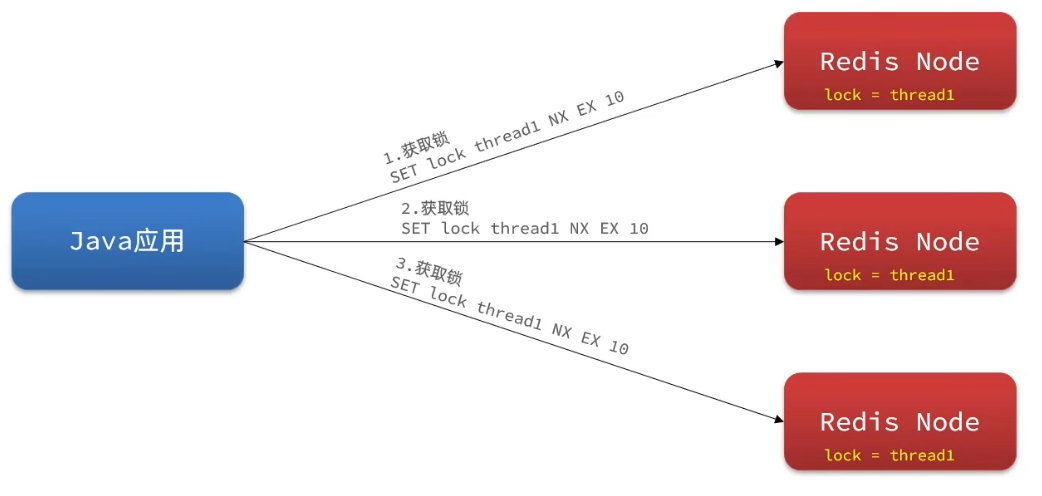 Java应用
1.获取锁
SET lock thread1 NX EX 10
2.获取锁
SET lock thread1 NX EX 10
3.获取锁
SET lock thread1 NX EX 10
Redis Node
lock = thread1
Redis Node
lock = thread1
Redis Node
lock = thread1